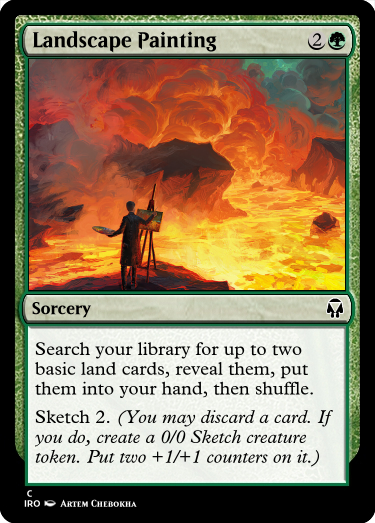 Landscape Painting 2
Sorcery
Search your library for up to two
basic land cards, reveal them, put
them into your hand, then shuffle.
Sketch 2. (You may discard a card. If
you do, create a 0/0 Sketch creature
token. Put two +1/+1 counters on it.)
C
IRO Artem Chebokha